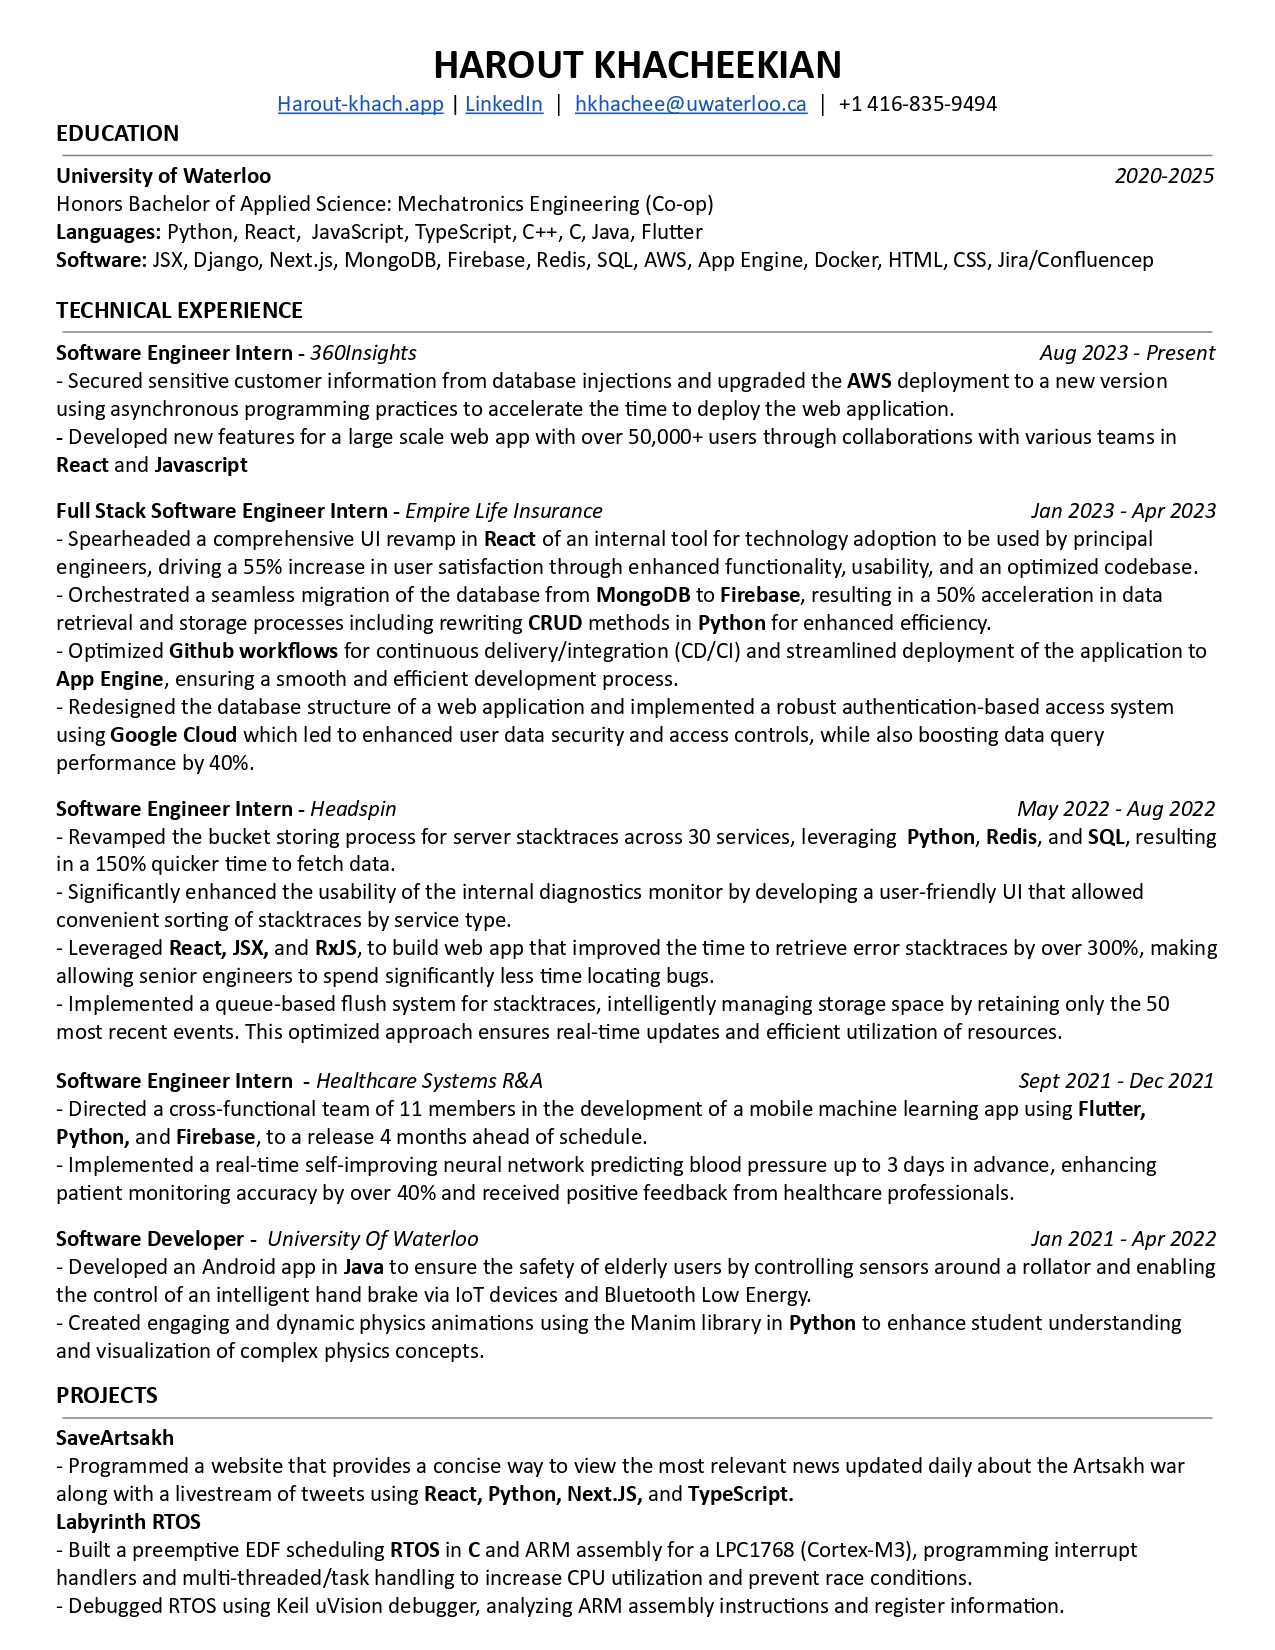 HAROUT KHACHEEKIAN
Harout-khach.app | LinkedIn | hkhachee@uwaterloo.ca | +1 416-835-9494
EDUCATION
University of Waterloo 2020-2025
Honors Bachelor of Applied Science: Mechatronics Engineering (Co-op)
Languages: Python, React, JavaScript, TypeScript, C++, C, Java, Flutter
Software: JSX, Django, Next.js, MongoDB, Firebase, Redis, SQL, AWS, App Engine, Docker, HTML, CSS, Jira/Confluencep
TECHNICAL EXPERIENCE
Software Engineer Intern - 360Insights Aug 2023 - Present
- Secured sensitive customer information from database injections and upgraded the AWS deployment to a new version
using asynchronous programming practices to accelerate the time to deploy the web application.
- Developed new features for a large scale web app with over 50,000+ users through collaborations with various teams in
React and Javascript
Full Stack Software Engineer Intern - Empire Life Insurance Jan 2023 - Apr 2023
- Spearheaded a comprehensive UI revamp in React of an internal tool for technology adoption to be used by principal
engineers, driving a 55% increase in user satisfaction through enhanced functionality, usability, and an optimized codebase.
- Orchestrated a seamless migration of the database from MongoDB to Firebase, resulting in a 50% acceleration in data
retrieval and storage processes including rewriting CRUD methods in Python for enhanced efficiency.
- Optimized Github workflows for continuous delivery/integration (CD/CI) and streamlined deployment of the application to
App Engine, ensuring a smooth and efficient development process.
- Redesigned the database structure of a web application and implemented a robust authentication-based access system
using Google Cloud which led to enhanced user data security and access controls, while also boosting data query
performance by 40%.
Software Engineer Intern - Headspin May 2022 - Aug 2022
- Revamped the bucket storing process for server stacktraces across 30 services, leveraging Python, Redis, and SQL, resulting
in a 150% quicker time to fetch data.
- Significantly enhanced the usability of the internal diagnostics monitor by developing a user-friendly UI that allowed
convenient sorting of stacktraces by service type.
- Leveraged React, JSX, and RxJS, to build web app that improved the time to retrieve error stacktraces by over 300%, making
allowing senior engineers to spend significantly less time locating bugs.
- Implemented a queue-based flush system for stacktraces, intelligently managing storage space by retaining only the 50
most recent events. This optimized approach ensures real-time updates and efficient utilization of resources.
Software Engineer Intern - Healthcare Systems R&A Sept 2021 - Dec 2021
- Directed a cross-functional team of 11 members in the development of a mobile machine learning app using Flutter,
Python, and Firebase, to a release 4 months ahead of schedule.
- Implemented a real-time self-improving neural network predicting blood pressure up to 3 days in advance, enhancing
patient monitoring accuracy by over 40% and received positive feedback from healthcare professionals.
Software Developer - University Of Waterloo Jan 2021 - Apr 2022
- Developed an Android app in Java to ensure the safety of elderly users by controlling sensors around a rollator and enabling
the control of an intelligent hand brake via IoT devices and Bluetooth Low Energy.
- Created engaging and dynamic physics animations using the Manim library in Python to enhance student understanding
and visualization of complex physics concepts.
PROJECTS
SaveArtsakh
- Programmed a website that provides a concise way to view the most relevant news updated daily about the Artsakh war
along with a livestream of tweets using React, Python, Next.JS, and TypeScript.
Labyrinth RTOS
- Built a preemptive EDF scheduling RTOS in C and ARM assembly for a LPC1768 (Cortex-M3), programming interrupt
handlers and multi-threaded/task handling to increase CPU utilization and prevent race conditions.
- Debugged RTOS using Keil uVision debugger, analyzing ARM assembly instructions and register information.